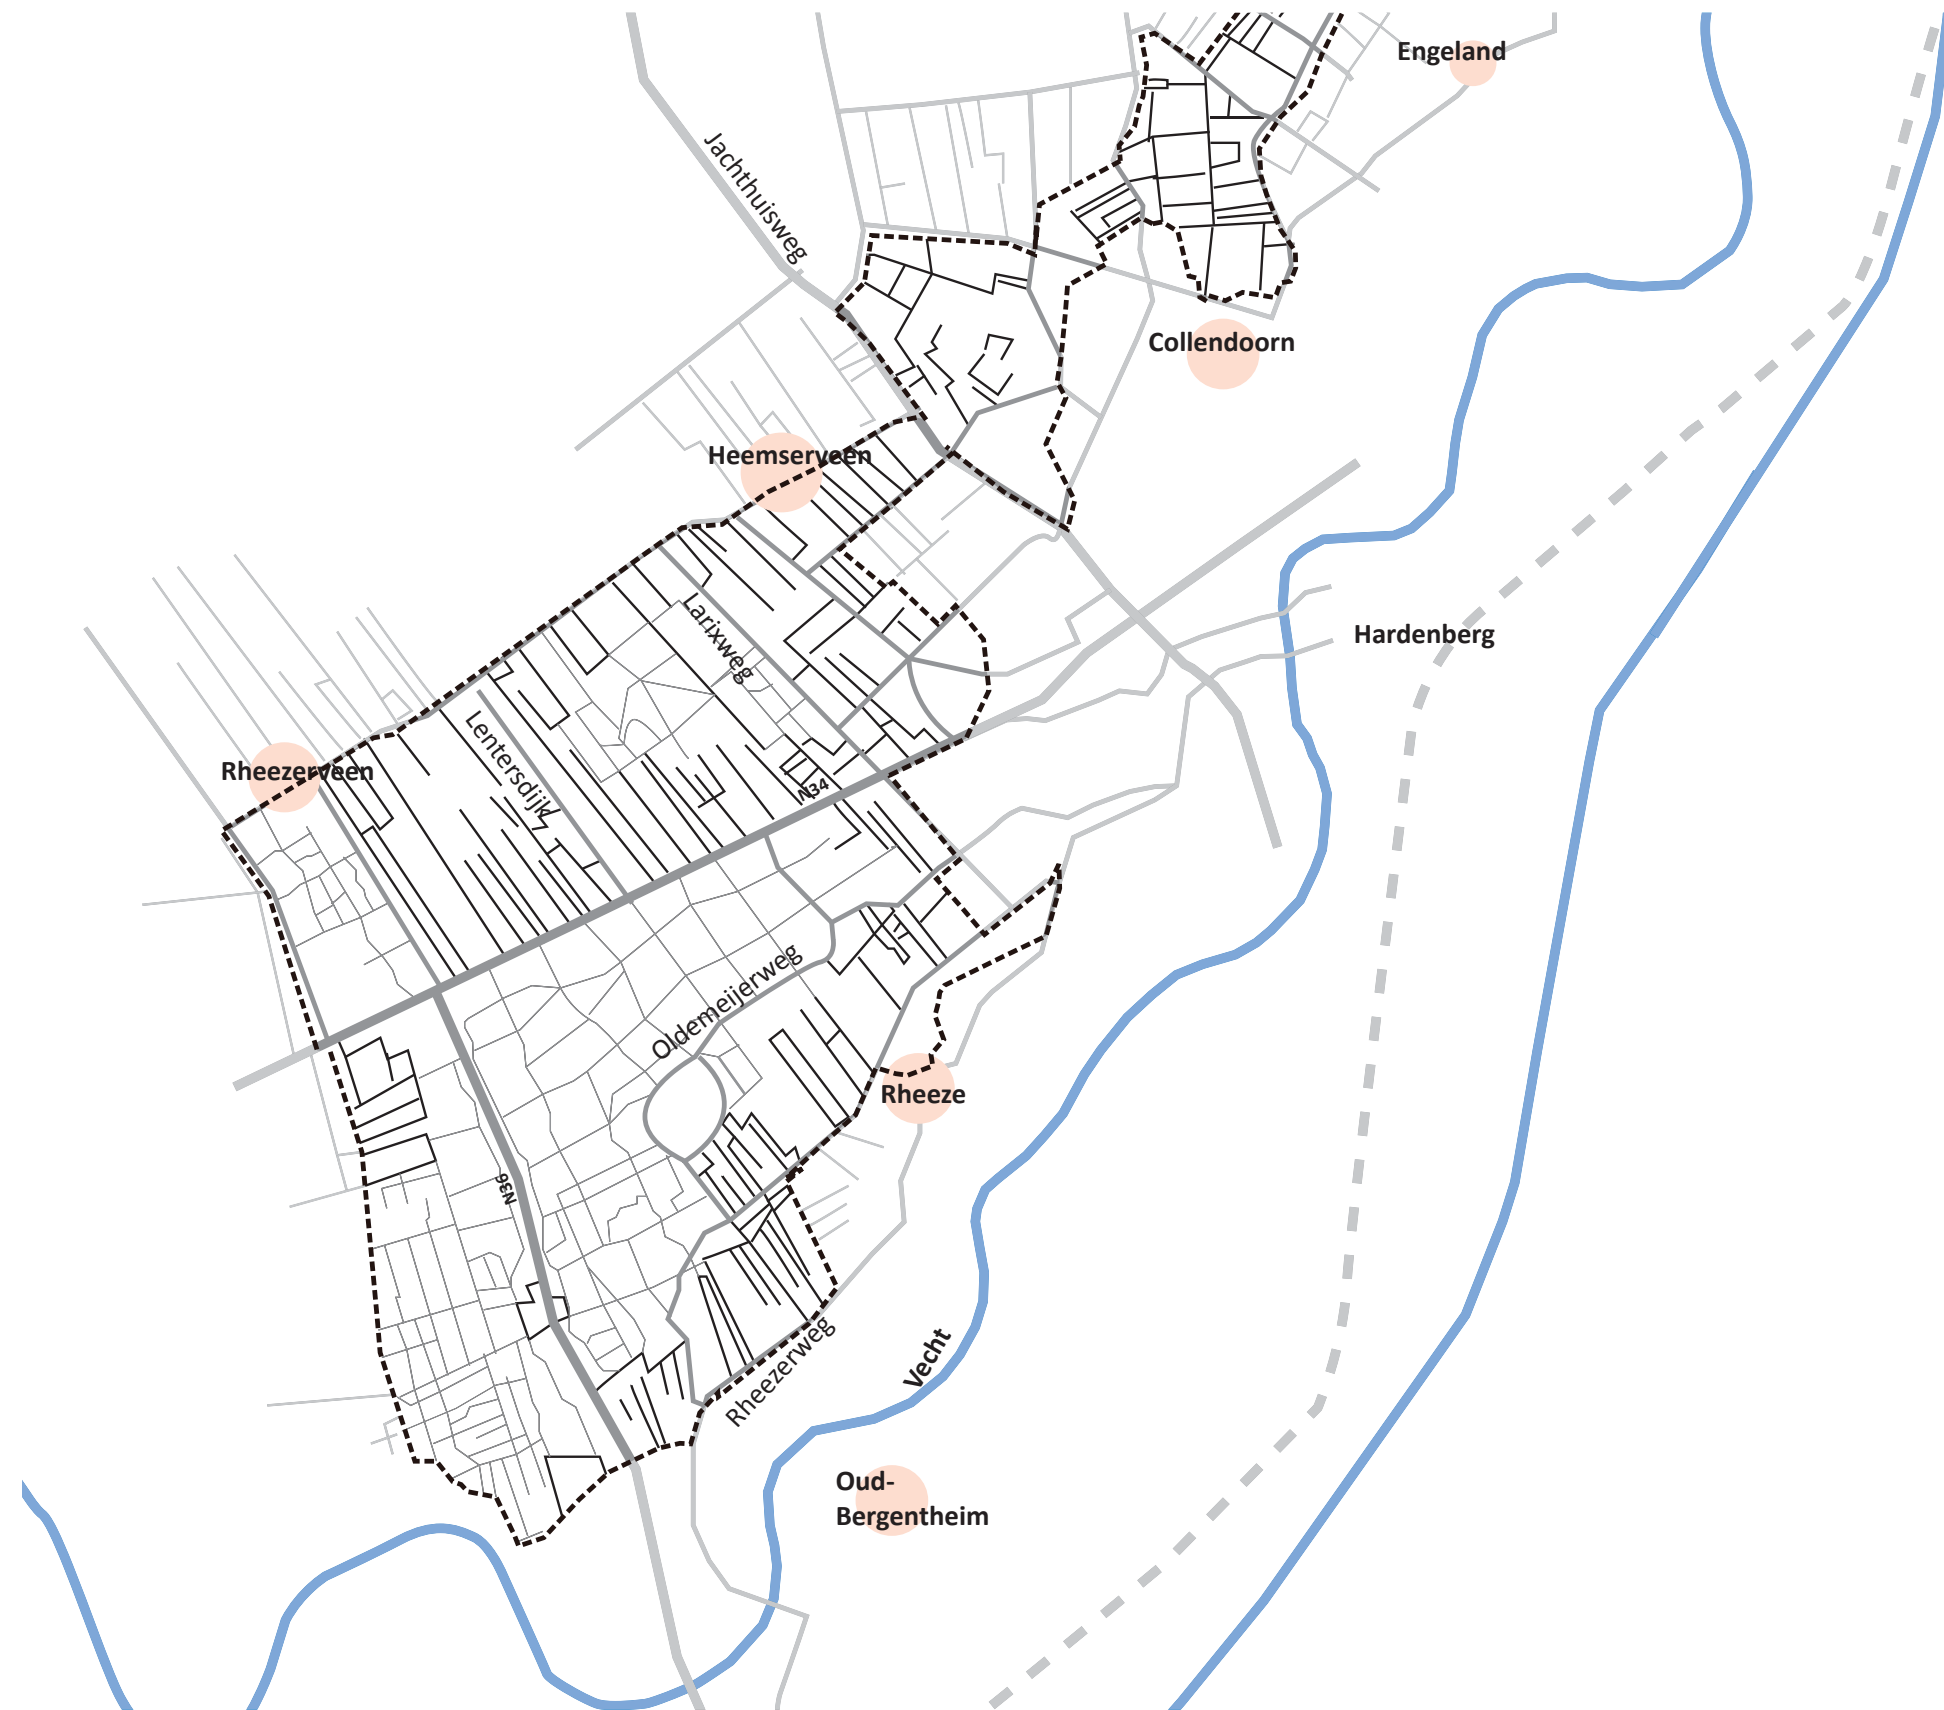 Engeland
Jachthuisweg
Collendoorn
Heemserveen
Larixweg
Hardenberg
Lentersdijk
Rheezerveen
N34
Oldemeijerweg
Rheeze
N36
Rheezerweg
Vecht
Oud-
Bergentheim